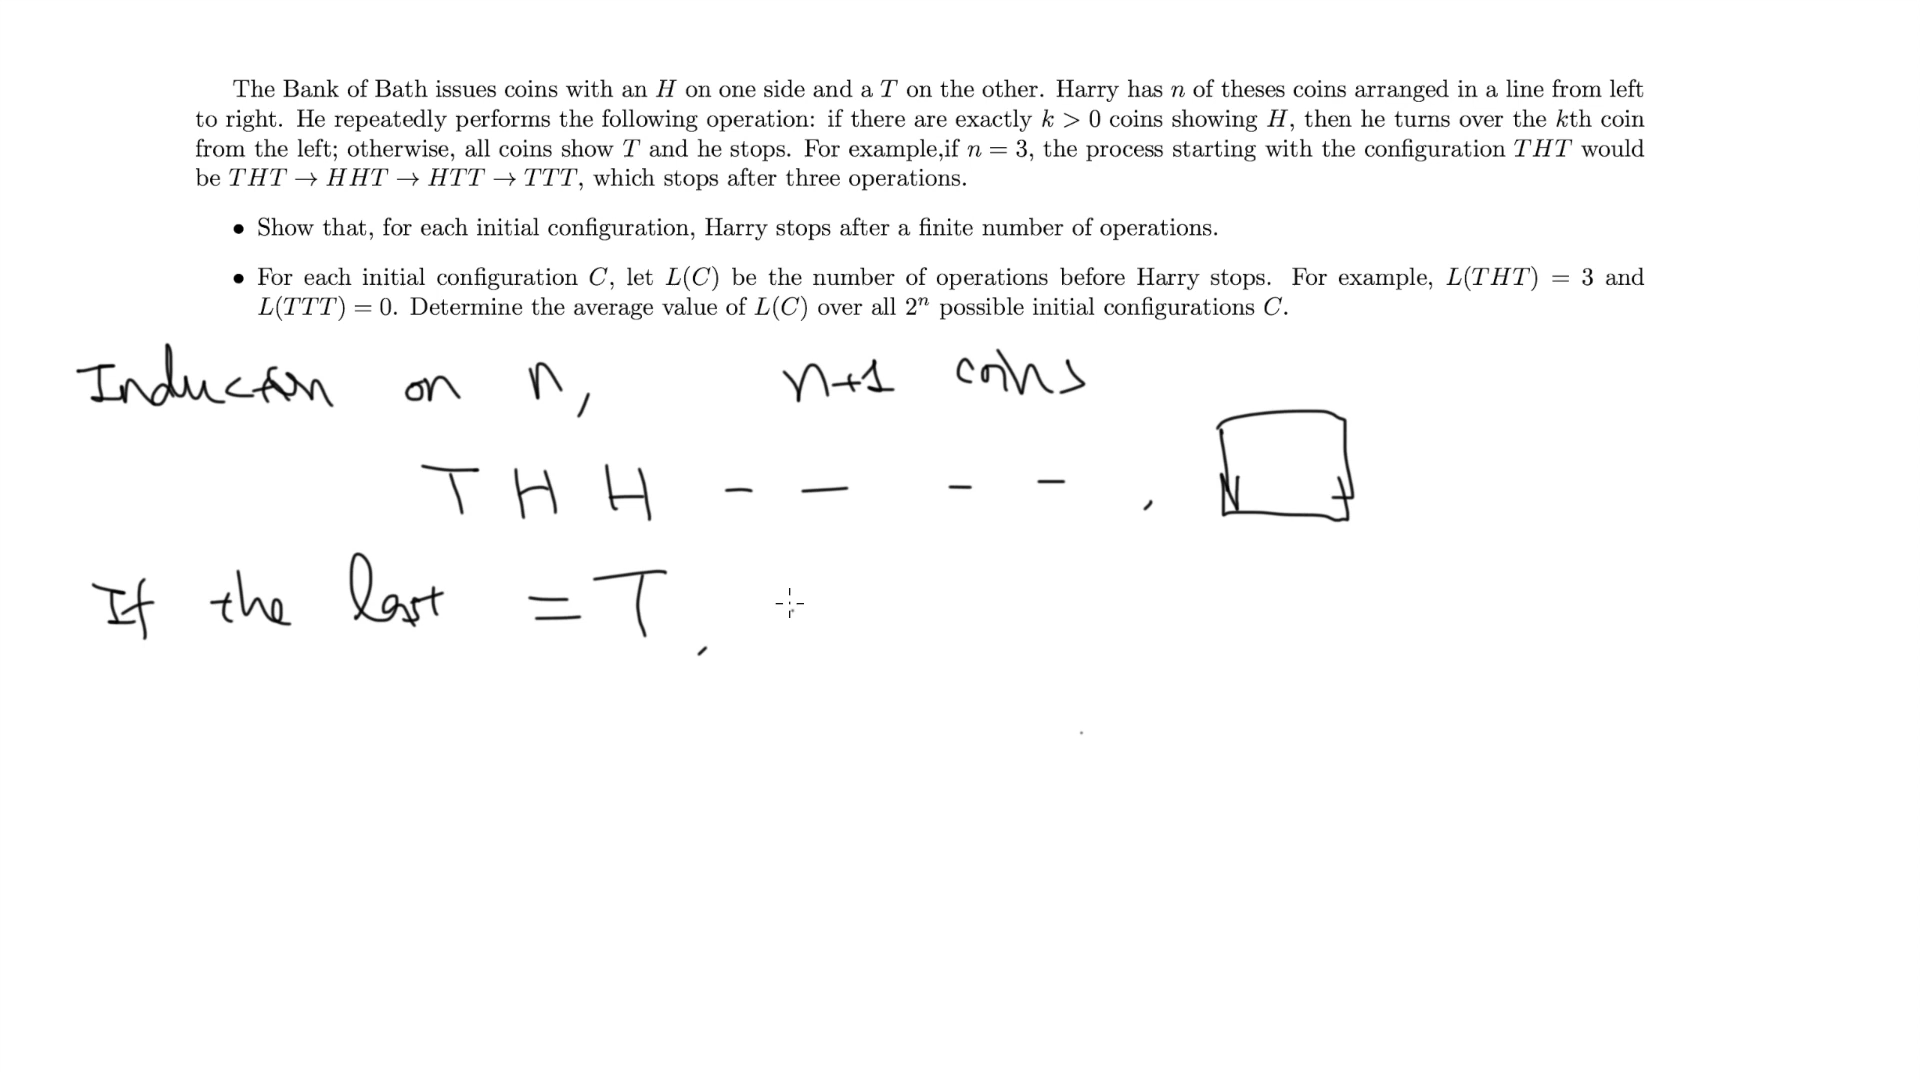 The Bank of Bath issues coins with an H on one side and a T on the other. Harry has n of theses coins arranged in a line from left
to right. He repeatedly performs the following operation: if there are exactly k > 0 coins showing H, then he turns over the kth coin
from the left; otherwise, all coins show T and he stops. For example,if n = 3, the process starting with the configuration THT would
be THT → HHT → HTT → TTT, which stops after three operations.
• Show that, for each initial configuration, Harry stops after a finite number of operations.
• For each initial configuration C, let L(C) be the number of operations before Harry stops. For example, L(THT) = 3 and
L(TTT) = 0. Determine the average value of L(C) over all 2ⁿ possible initial configurations C.
Induction on n, n+1 coins
T H H - - - - ,
If the last = T,